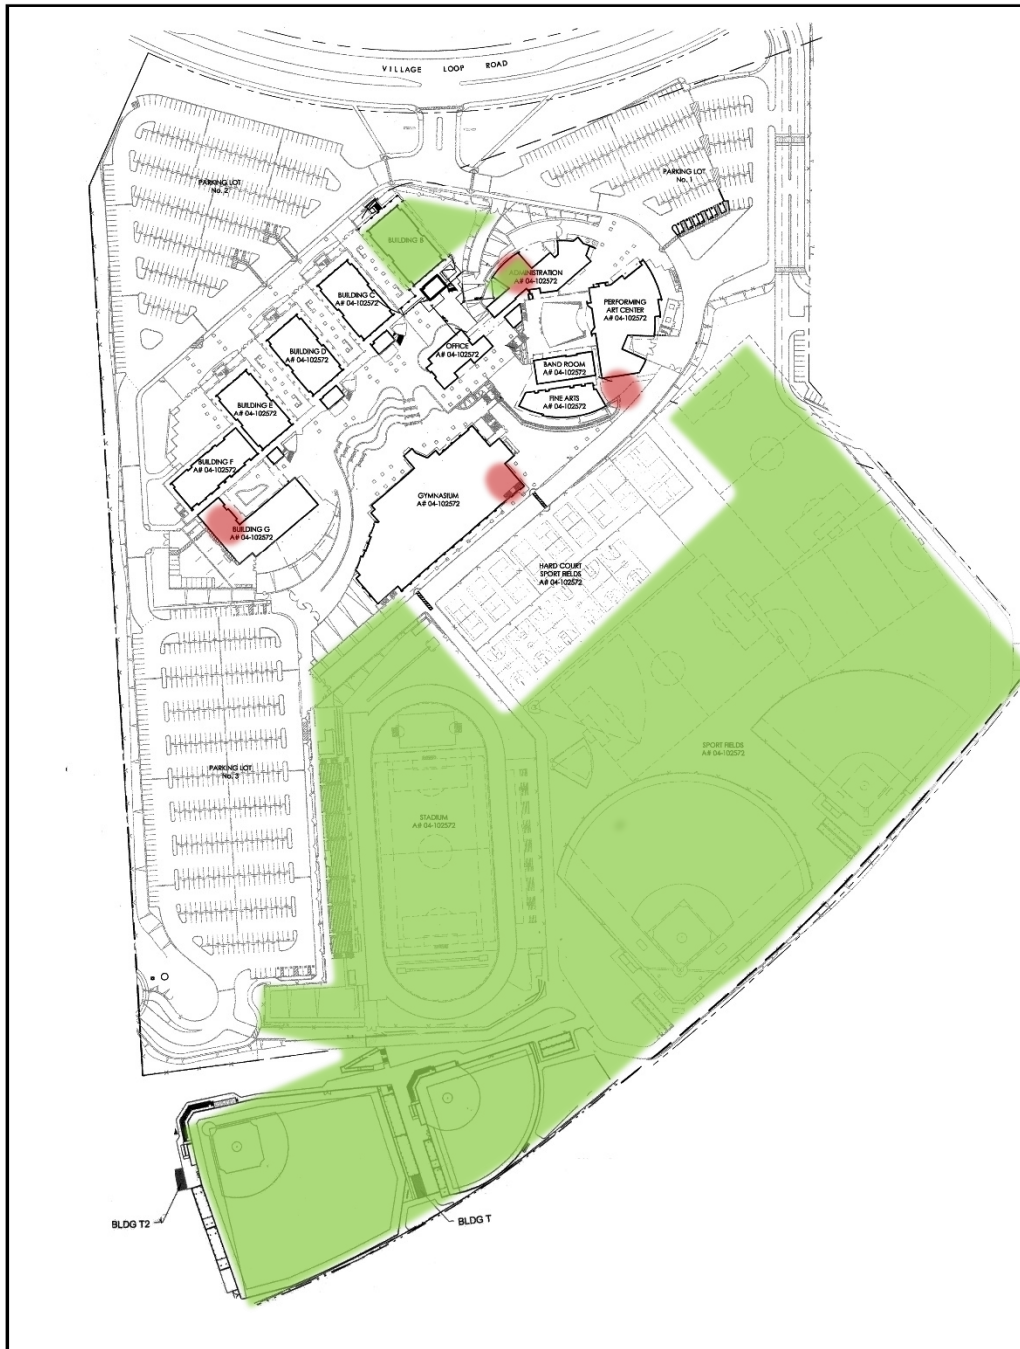 VILLAGE LOOP ROAD
PARKING LOT
No. 2
PARKING LOT
No. 1
BUILDING B
ADMINISTRATION
A# 04-102572
BUILDING C
A# 04-102572
PERFORMING
ART CENTER
A# 04-102572
OFFICE
A# 04-102572
BUILDING D
A# 04-102572
BAND ROOM
A# 04-102572
FINE ARTS
A# 04-102572
BUILDING E
A# 04-102572
BUILDING F
A# 04-102572
GYMNASIUM
A# 04-102572
BUILDING G
A# 04-102572
HARD COURT
SPORT FIELDS
A# 04-102572
SPORT FIELDS
A# 04-102572
PARKING LOT
No. 3
STADIUM
A# 04-102572
BLDG T2
BLDG T